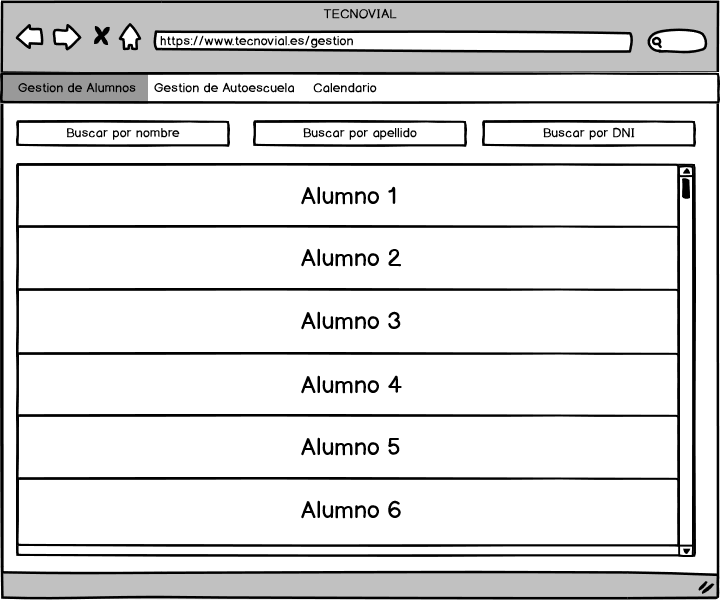 TECNOVIAL
https://www.tecnovial.es/gestion
Gestion de Alumnos Gestion de Autoescuela Calendario
Buscar por nombre Buscar por apellido Buscar por DNI
Alumno 1
Alumno 2
Alumno 3
Alumno 4
Alumno 5
Alumno 6